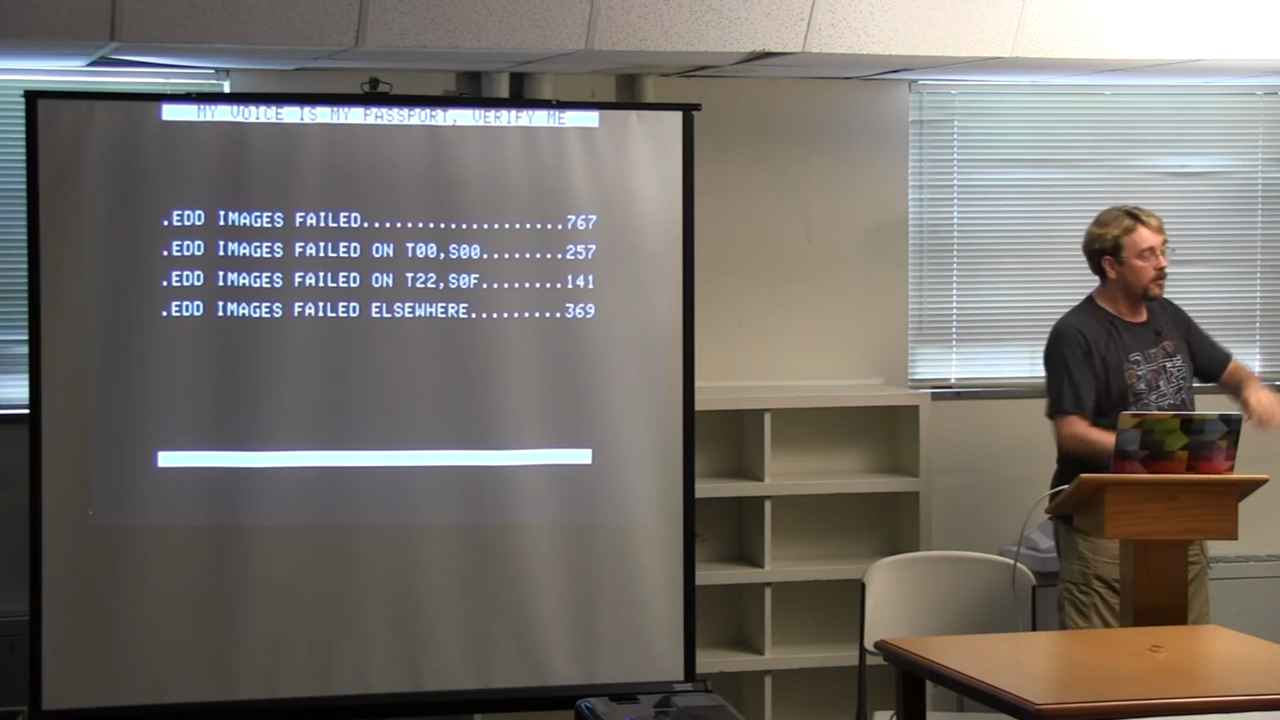 MY VOICE IS MY PASSPORT, VERIFY ME
.EDD IMAGES FAILED...................767
.EDD IMAGES FAILED ON T00,S00........257
.EDD IMAGES FAILED ON T22,S0F........141
.EDD IMAGES FAILED ELSEWHERE.........369